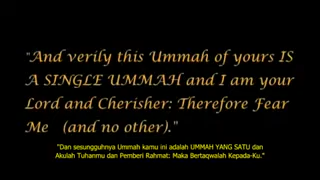 "And verily this Ummah of yours IS
A SINGLE UMMAH and I am your
Lord and Cherisher: Therefore Fear
Me (and no other)."
"Dan sesungguhnya Ummah kamu ini adalah UMMAH YANG SATU dan
Akulah Tuhanmu dan Pemberi Rahmat: Maka Bertaqwalah Kepada-Ku."